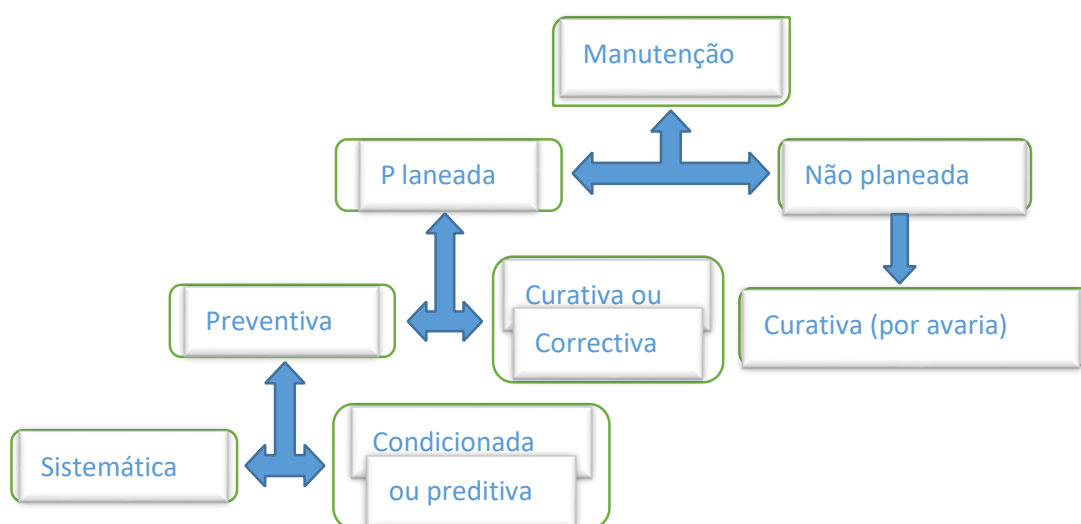 Manutenção
P laneada
Não planeada
Preventiva
Curativa ou
Correctiva
Curativa (por avaria)
Sistemática
Condicionada
ou preditiva